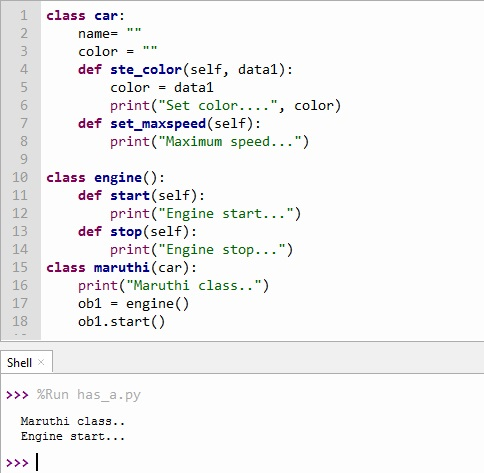 1 class car:
2     name= ""
3     color = ""
4     def ste_color(self, data1):
5         color = data1
6         print("Set color....", color)
7     def set_maxspeed(self):
8         print("Maximum speed...")
9
10 class engine():
11     def start(self):
12         print("Engine start...")
13     def stop(self):
14         print("Engine stop...")
15 class maruthi(car):
16     print("Maruthi class..")
17     ob1 = engine()
18     ob1.start()
Shell ×
>>> %Run has_a.py
Maruthi class..
Engine start...
>>>